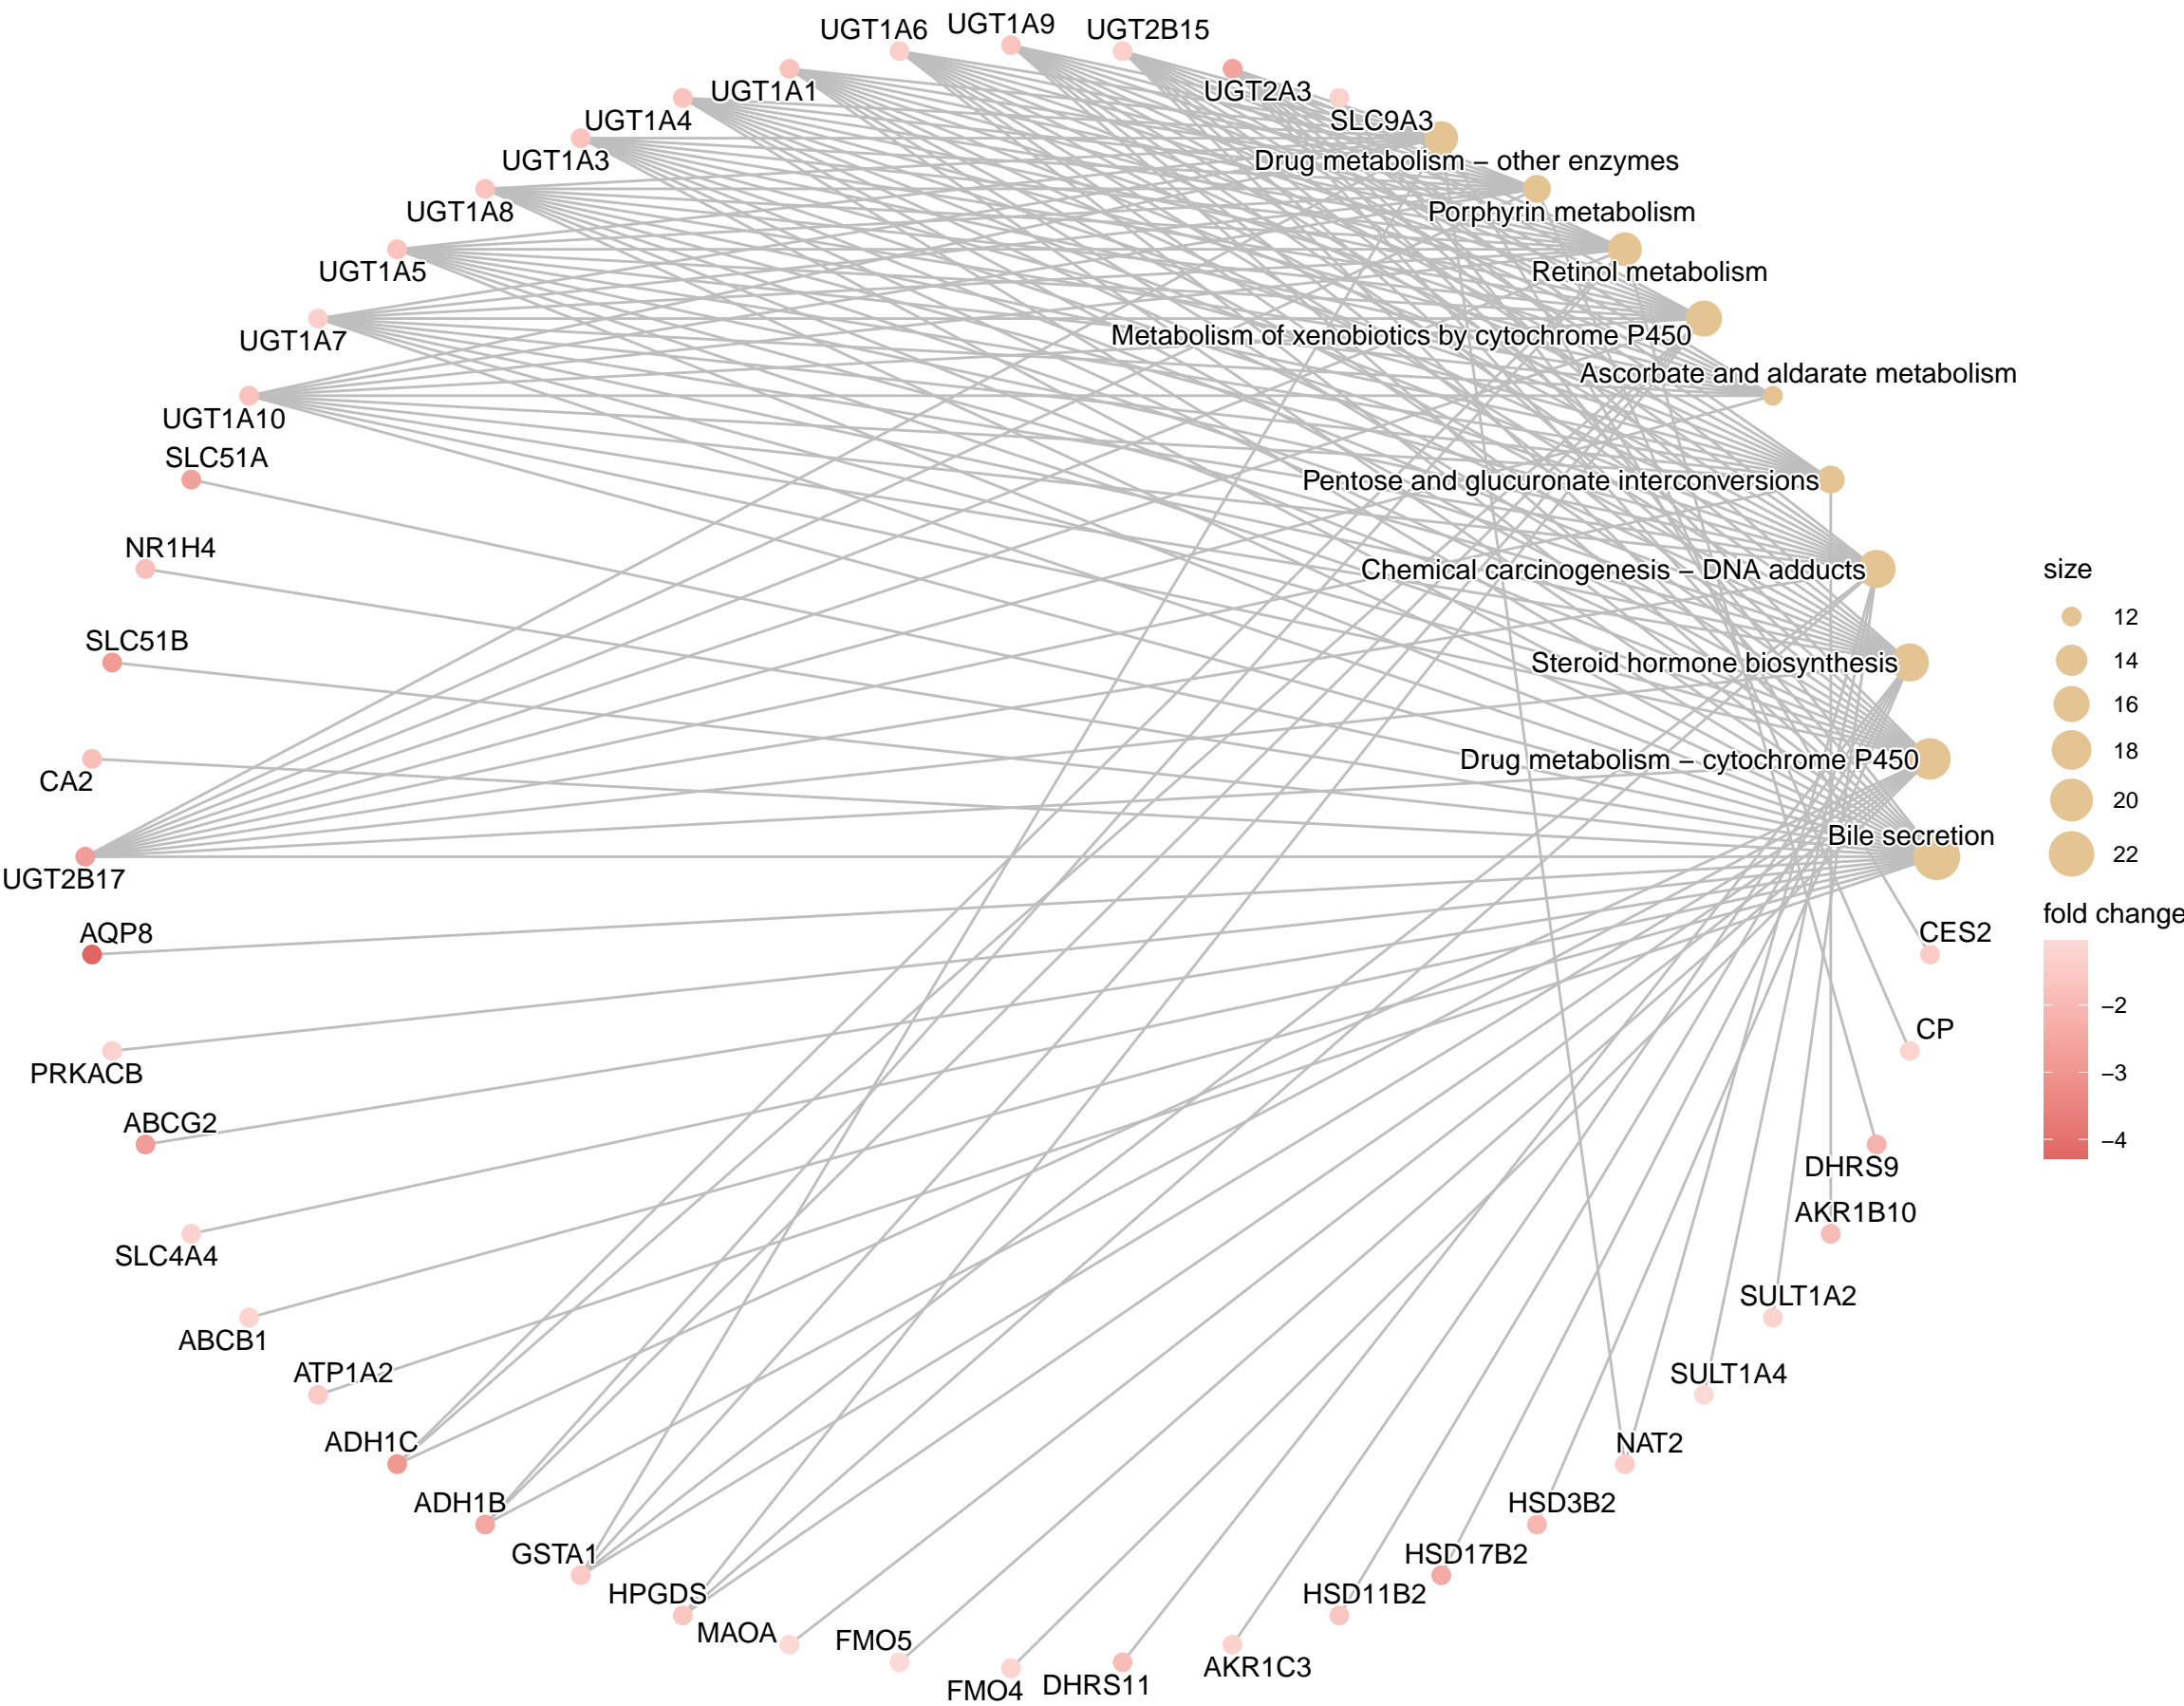 UGT1A6
UGT1A9
UGT2B15
UGT1A1
UGT2A3
UGT1A4
SLC9A3
UGT1A3
Drug metabolism – other enzymes
UGT1A8
Porphyrin metabolism
UGT1A5
Retinol metabolism
UGT1A7
Metabolism of xenobiotics by cytochrome P450
Ascorbate and aldarate metabolism
UGT1A10
SLC51A
Pentose and glucuronate interconversions
NR1H4
Chemical carcinogenesis – DNA adducts
SLC51B
Steroid hormone biosynthesis
CA2
Drug metabolism – cytochrome P450
Bile secretion
UGT2B17
AQP8
CES2
PRKACB
CP
ABCG2
DHRS9
AKR1B10
SLC4A4
SULT1A2
ABCB1
ATP1A2
SULT1A4
ADH1C
NAT2
ADH1B
HSD3B2
GSTA1
HSD17B2
HPGDS
HSD11B2
MAOA
FMO5
AKR1C3
FMO4
DHRS11
size
12
14
16
18
20
22
fold change
–2
–3
–4